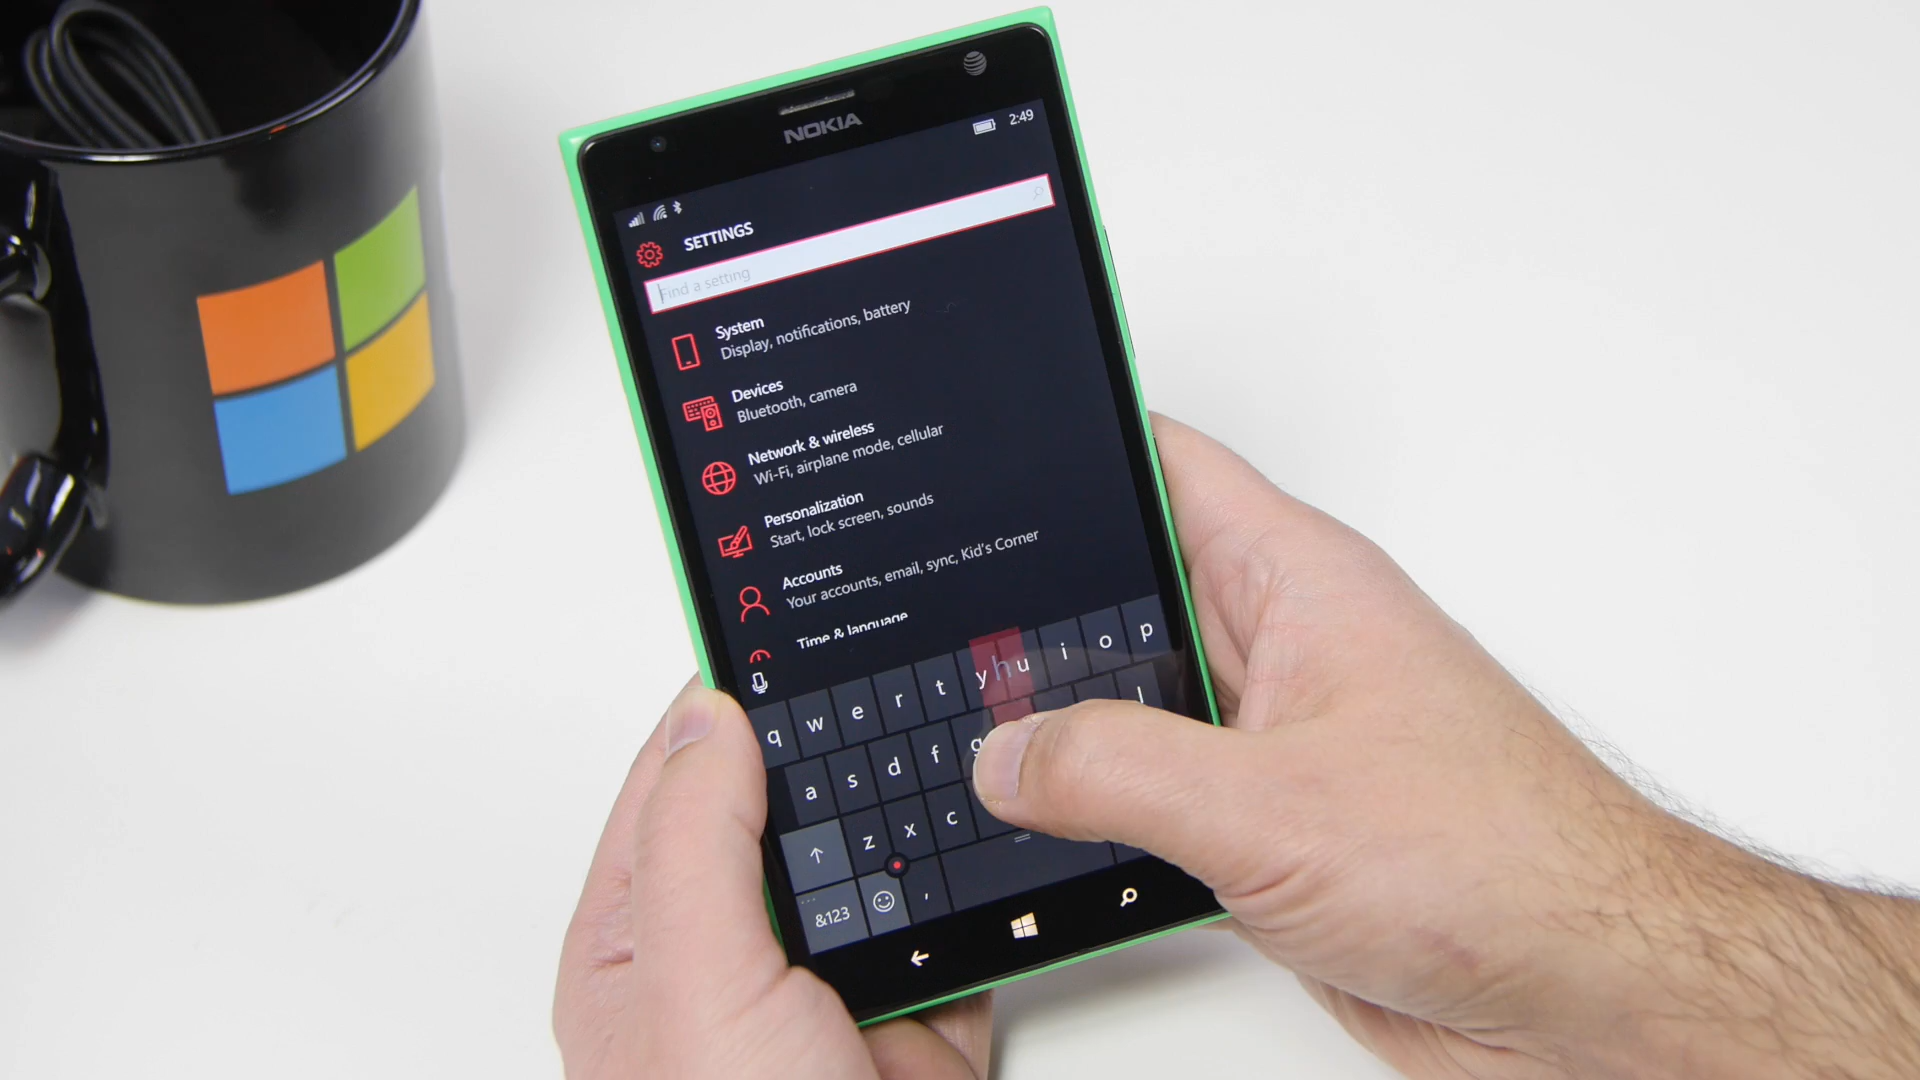 NOKIA
2:49
SETTINGS
Find a setting
System
Display, notifications, battery
Devices
Bluetooth, camera
Network & wireless
Wi-Fi, airplane mode, cellular
Personalization
Start, lock screen, sounds
Accounts
Your accounts, email, sync, Kid's Corner
Time & language
h
q w e r t y u i o p
a s d f g l
z x c
&123 ,